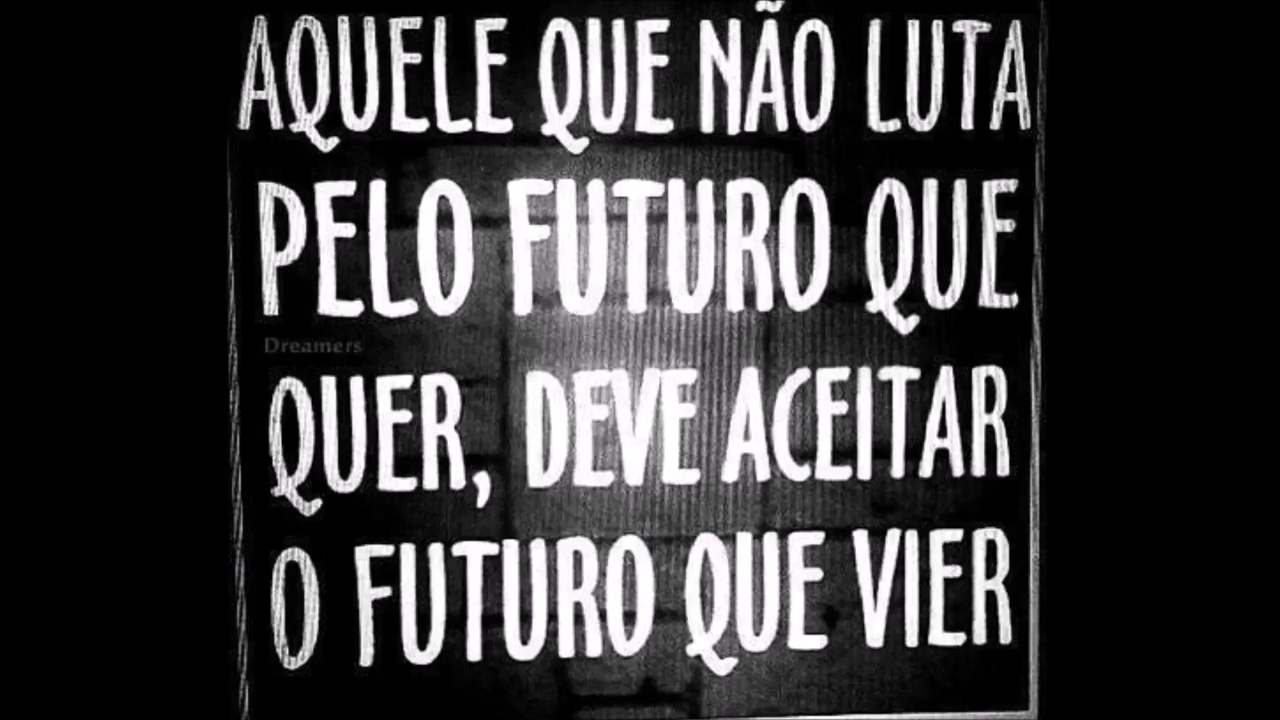 AQUELE QUE NÃO LUTA
PELO FUTURO QUE
Dreamers
QUER, DEVE ACEITAR
O FUTURO QUE VIER